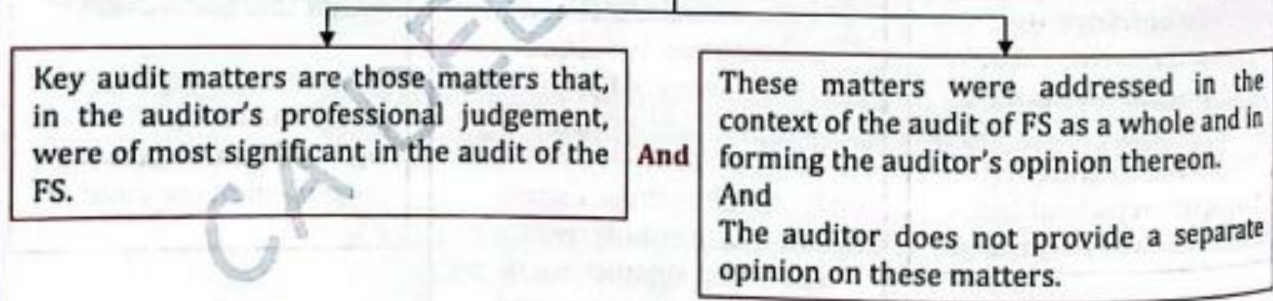 Key audit matters are those matters that,
in the auditor's professional judgement,
were of most significant in the audit of the
FS.
And
These matters were addressed in the
context of the audit of FS as a whole and in
forming the auditor's opinion thereon.
And
The auditor does not provide a separate
opinion on these matters.
CA